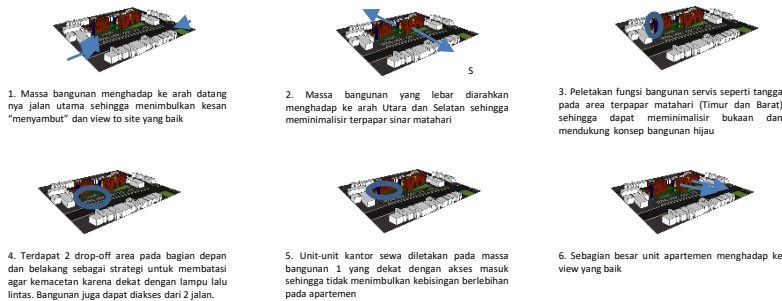 S
1. Massa bangunan menghadap ke arah datang
nya jalan utama sehingga menimbulkan kesan
"menyambut" dan view to site yang baik
2. Massa bangunan yang lebar diarahkan
menghadap ke arah Utara dan Selatan sehingga
meminimalisir terpapar sinar matahari
3. Peletakan fungsi bangunan servis seperti tangga
pada area terpapar matahari (Timur dan Barat)
sehingga dapat meminimalisir bukaan dan
mendukung konsep bangunan hijau
4. Terdapat 2 drop-off area pada bagian depan
dan belakang sebagai strategi untuk membatasi
agar kemacetan karena dekat dengan lampu lalu
lintas. Bangunan juga dapat diakses dari 2 jalan.
5. Unit-unit kantor sewa diletakan pada massa
bangunan 1 yang dekat dengan akses masuk
sehingga tidak menimbulkan kebisingan berlebihan
pada apartemen
6. Sebagian besar unit apartemen menghadap ke
view yang baik